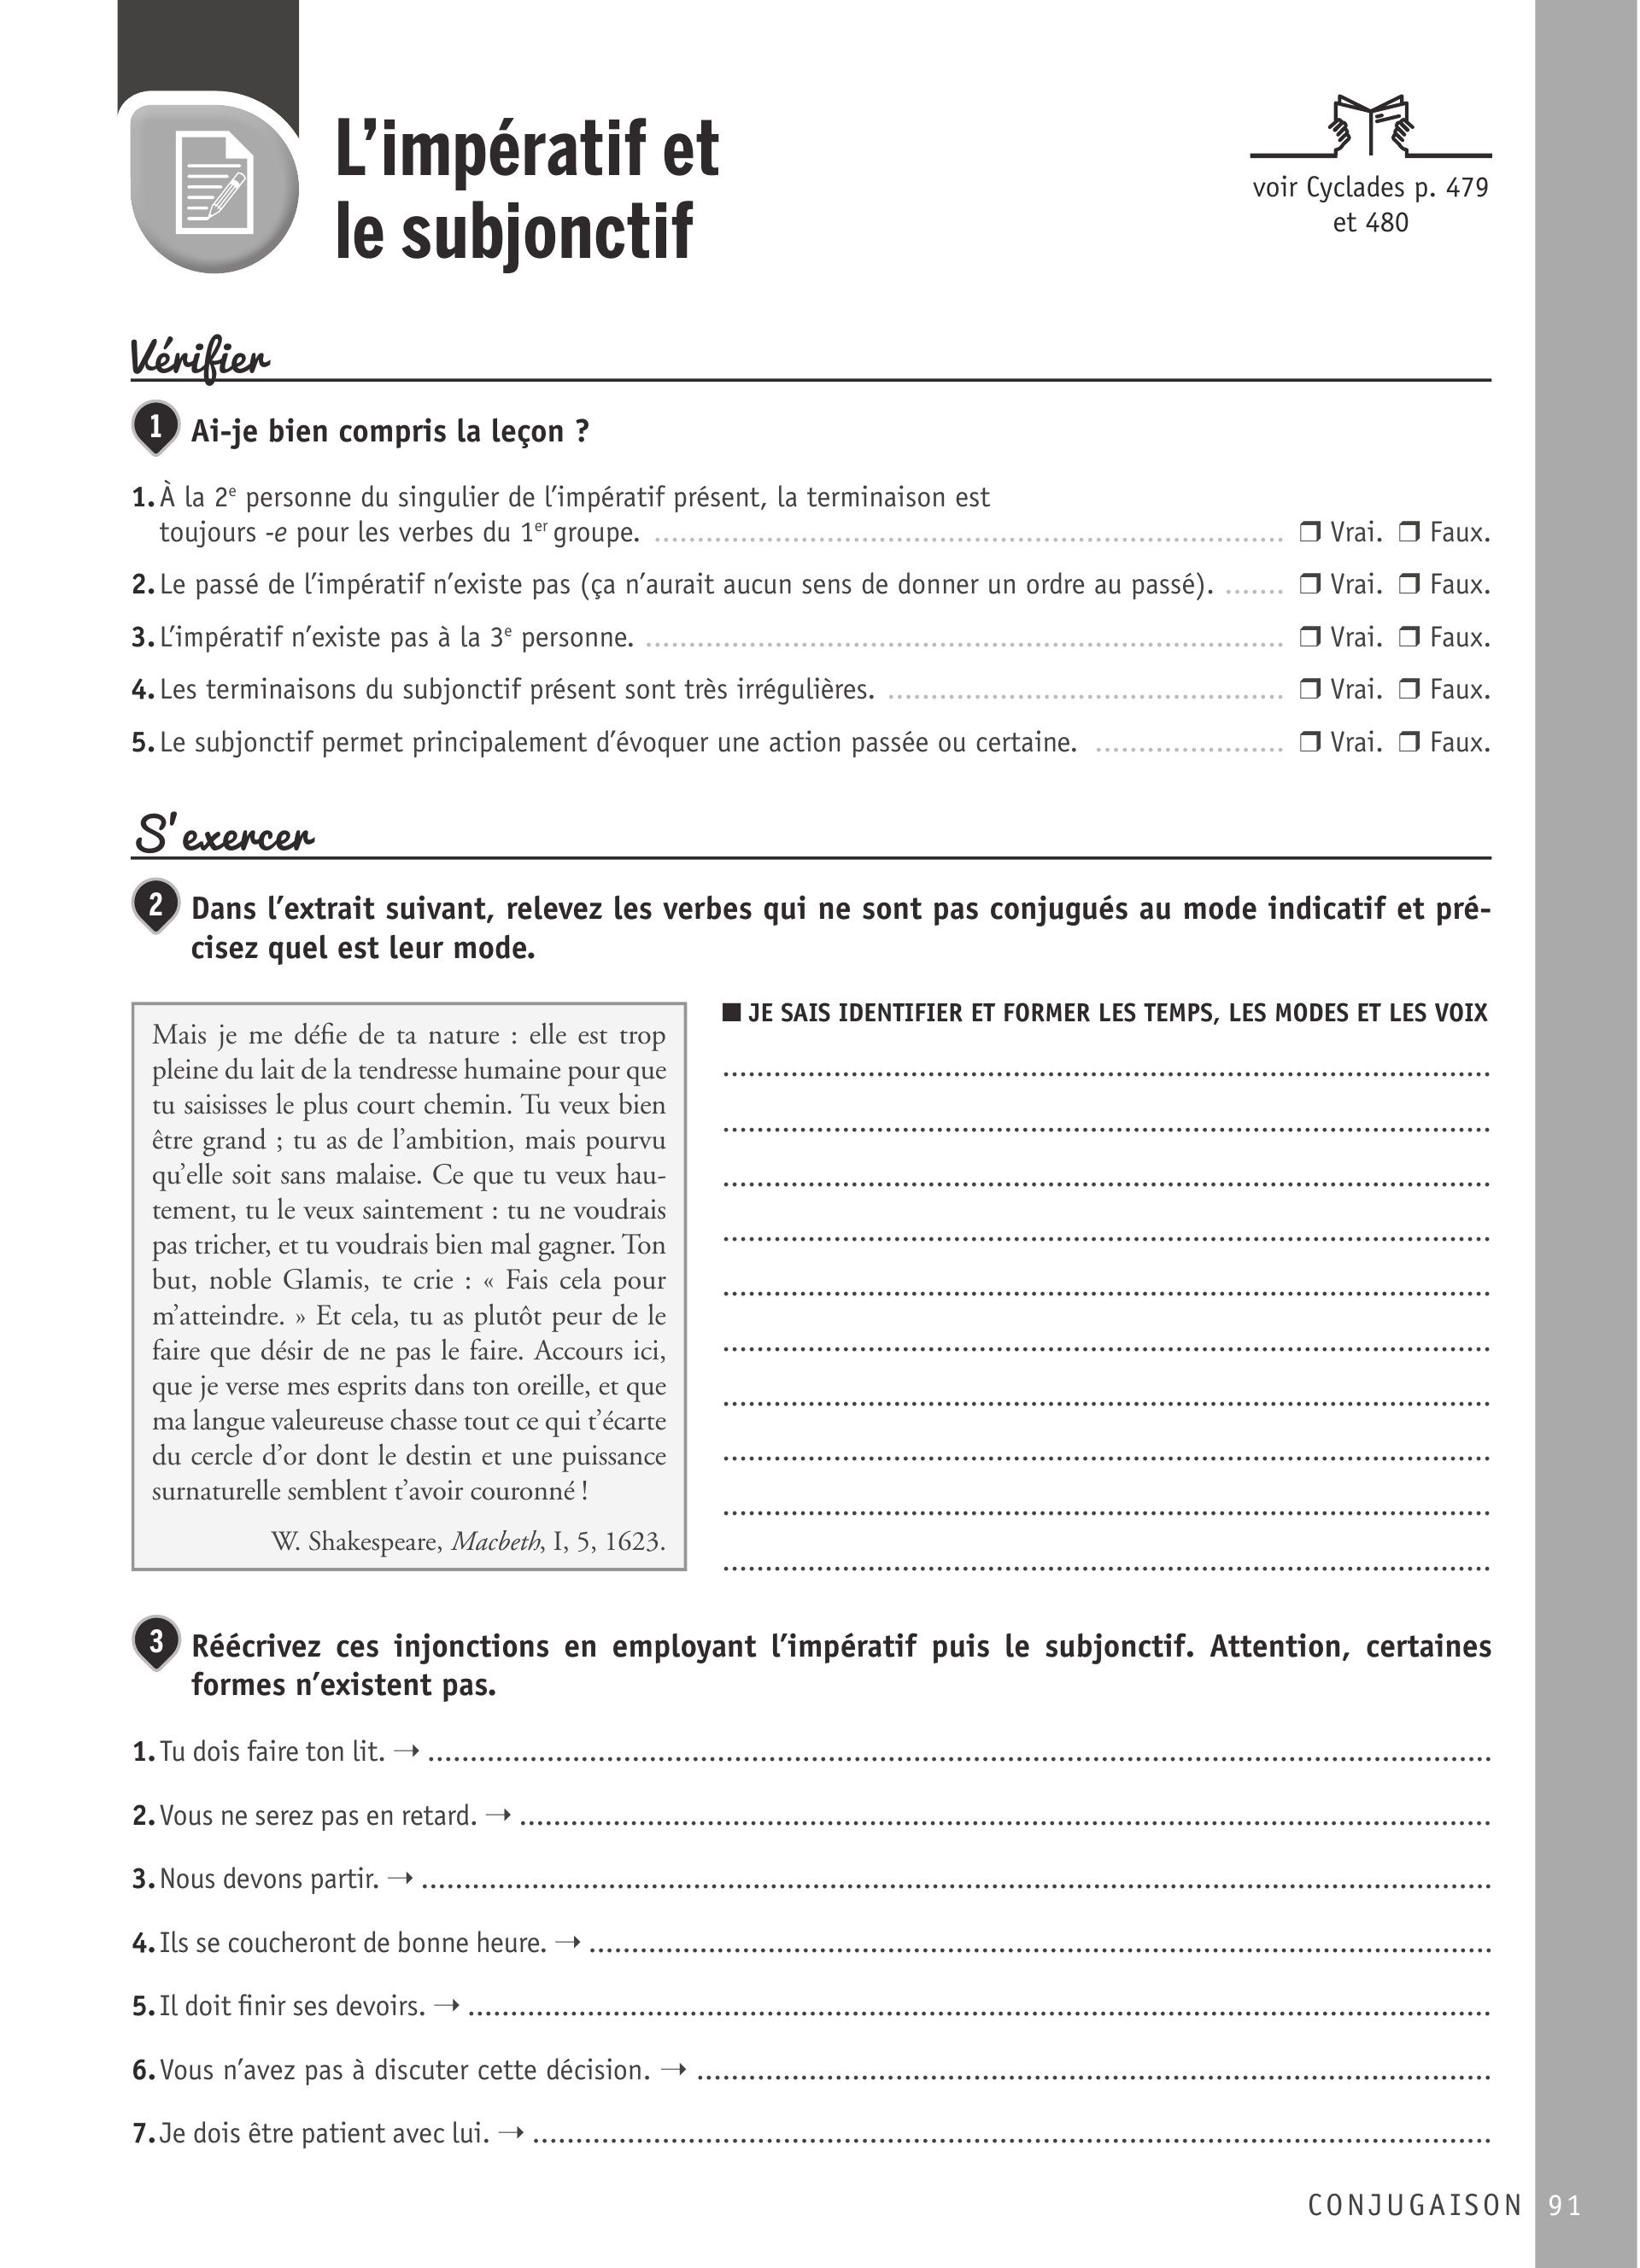 L’impératif et
le subjonctif
voir Cyclades p. 479
et 480
Vérifier
1 Ai-je bien compris la leçon ?
1. À la 2e personne du singulier de l’impératif présent, la terminaison est
toujours -e pour les verbes du 1er groupe. ........ ❒ Vrai. ❒ Faux.
2. Le passé de l’impératif n’existe pas (ça n’aurait aucun sens de donner un ordre au passé). ....... ❒ Vrai. ❒ Faux.
3. L’impératif n’existe pas à la 3e personne. ........ ❒ Vrai. ❒ Faux.
4. Les terminaisons du subjonctif présent sont très irrégulières. ........ ❒ Vrai. ❒ Faux.
5. Le subjonctif permet principalement d’évoquer une action passée ou certaine. ........ ❒ Vrai. ❒ Faux.
S’exercer
2 Dans l’extrait suivant, relevez les verbes qui ne sont pas conjugués au mode indicatif et pré-
cisez quel est leur mode.
Mais je me défie de ta nature : elle est trop
pleine du lait de la tendresse humaine pour que
tu saisisses le plus court chemin. Tu veux bien
être grand ; tu as de l’ambition, mais pourvu
qu’elle soit sans malaise. Ce que tu veux hau-
tement, tu le veux saintement : tu ne voudrais
pas tricher, et tu voudrais bien mal gagner. Ton
but, noble Glamis, te crie : « Fais cela pour
m’atteindre. » Et cela, tu as plutôt peur de le
faire que désir de ne pas le faire. Accours ici,
que je verse mes esprits dans ton oreille, et que
ma langue valeureuse chasse tout ce qui t’écarte
du cercle d’or dont le destin et une puissance
surnaturelle semblent t’avoir couronné !
W. Shakespeare, Macbeth, I, 5, 1623.
■ JE SAIS IDENTIFIER ET FORMER LES TEMPS, LES MODES ET LES VOIX
3 Réécrivez ces injonctions en employant l’impératif puis le subjonctif. Attention, certaines
formes n’existent pas.
1. Tu dois faire ton lit. → ........
2. Vous ne serez pas en retard. → ........
3. Nous devons partir. → ........
4. Ils se coucheront de bonne heure. → ........
5. Il doit finir ses devoirs. → ........
6. Vous n’avez pas à discuter cette décision. → ........
7. Je dois être patient avec lui. → ........
CONJUGAISON 91